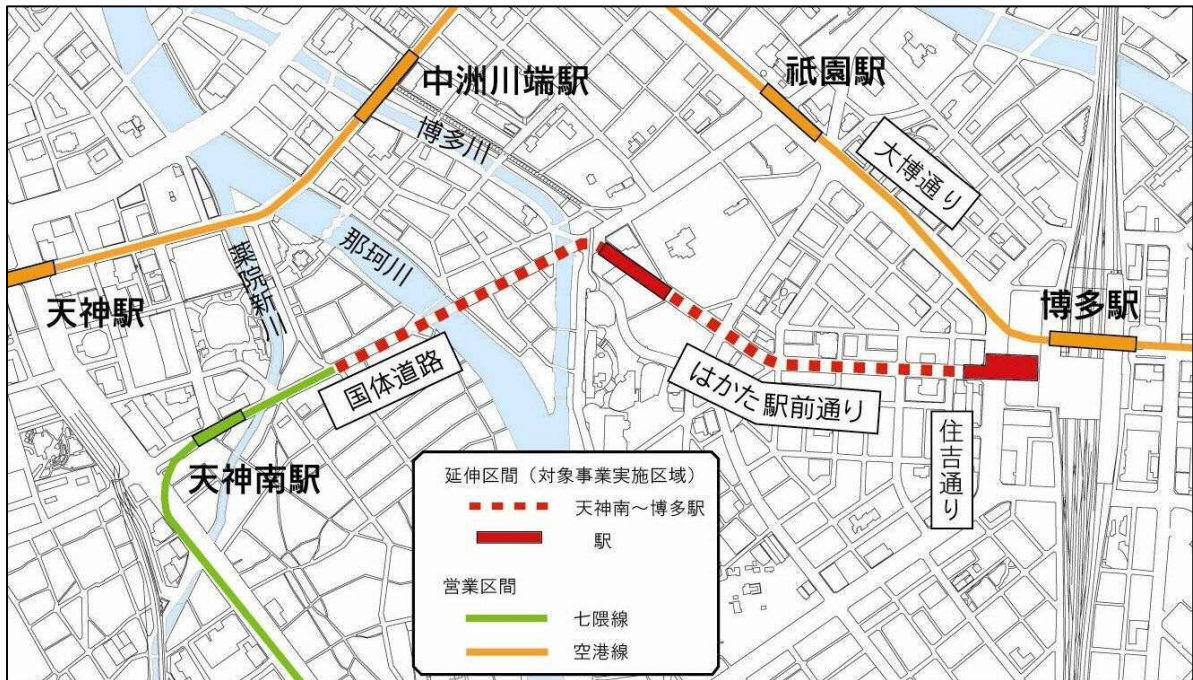 中洲川端駅
祇園駅
博多川
大博通り
那珂川
薬院新川
天神駅
博多駅
国体道路
はかた駅前通り
住吉通り
天神南駅
延伸区間（対象事業実施区域）
天神南～博多駅
駅
営業区間
七隈線
空港線